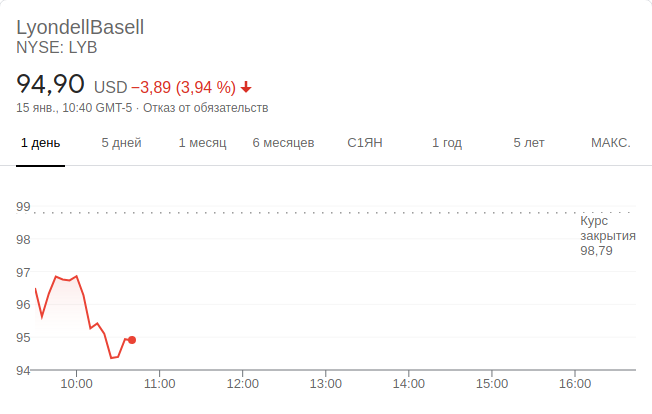 LyondellBasell
NYSE: LYB
94,90 USD −3,89 (3,94 %)
15 янв., 10:40 GMT-5 · Отказ от обязательств
1 день 5 дней 1 месяц 6 месяцев С1ЯН 1 год 5 лет МАКС.
99
98
97
96
95
94
Курс
закрытия
98,79
10:00 11:00 12:00 13:00 14:00 15:00 16:00